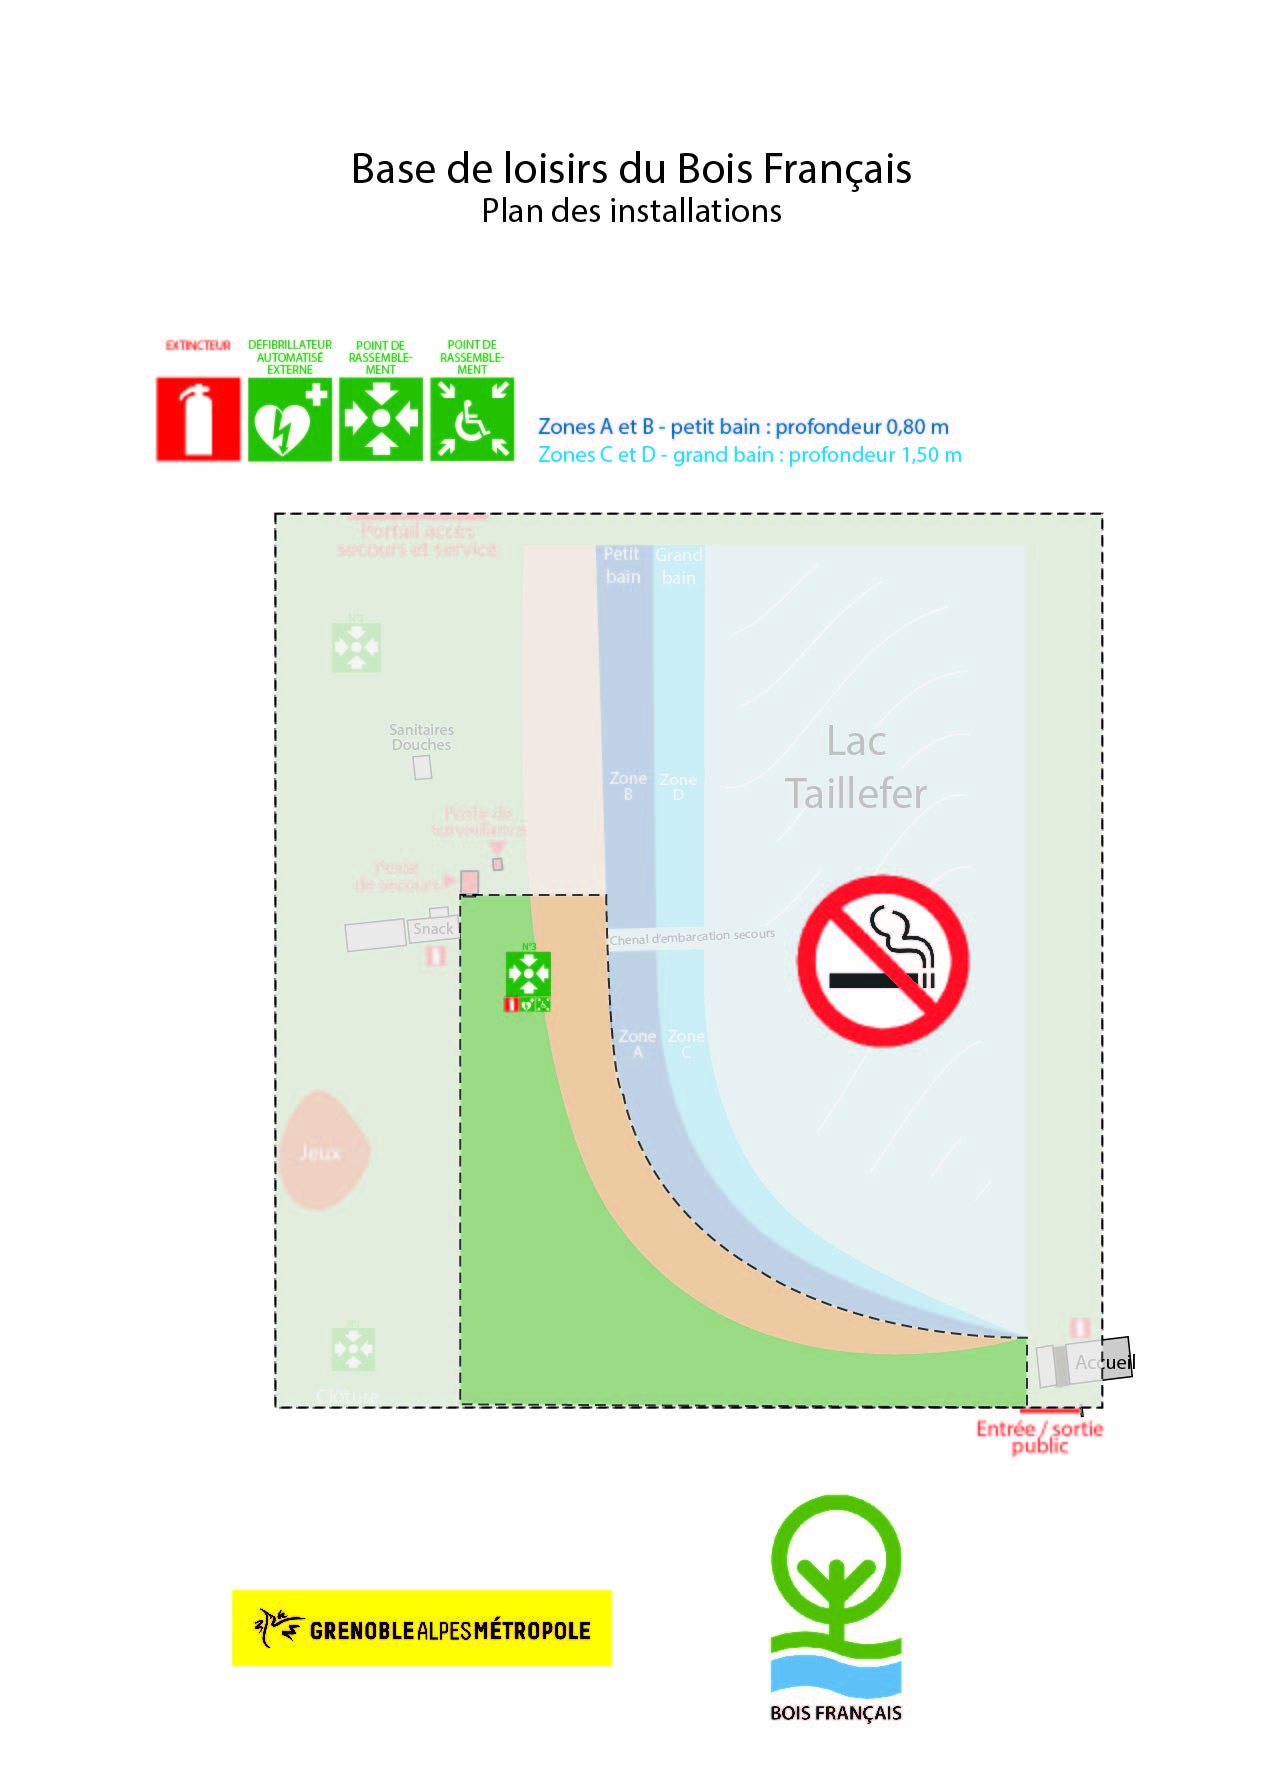 Base de loisirs du Bois Français
Plan des installations
EXTINCTEUR
DÉFIBRILLATEUR
AUTOMATISÉ
EXTERNE
POINT DE
RASSEMBLE-
MENT
POINT DE
RASSEMBLE-
MENT
Zones A et B - petit bain : profondeur 0,80 m
Zones C et D - grand bain : profondeur 1,50 m
Portail accès
secours et service
Petit
bain
Grand
bain
Sanitaires
Douches
Lac
Taillefer
Zone
B
Zone
D
Poste de
surveillance
Poste
de secours
Snack
Chenal d'embarcation secours
N°3
Zone
A
Zone
C
Jeux
N°1
Clôture
Accueil
Entrée / sortie
public
GRENOBLE ALPES MÉTROPOLE
BOIS FRANÇAIS